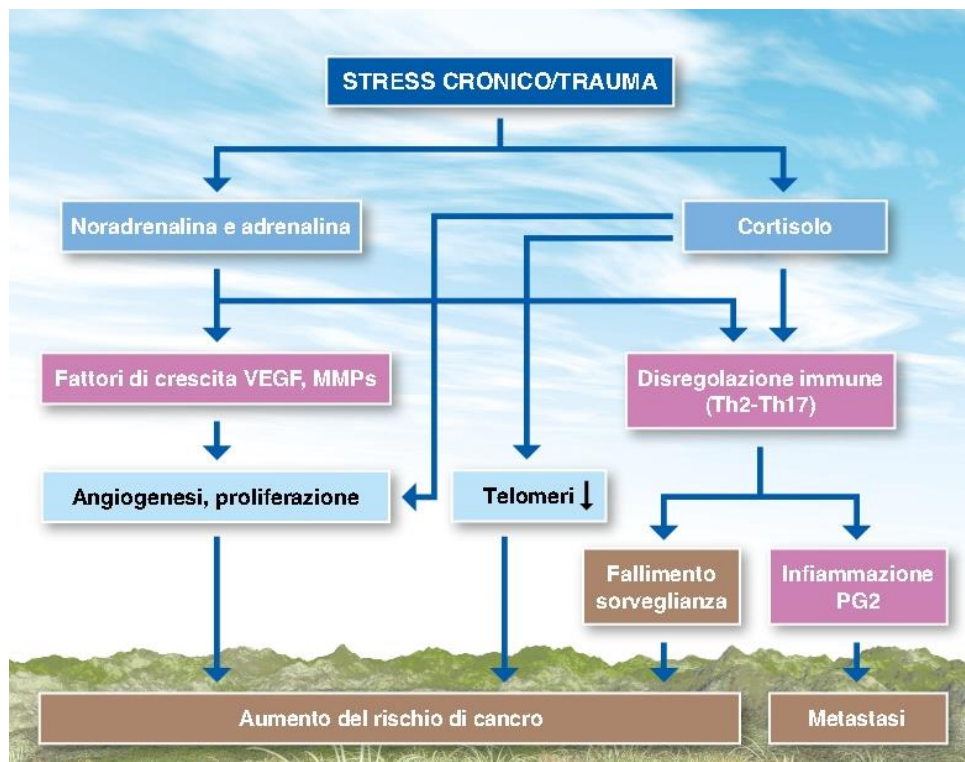 STRESS CRONICO/TRAUMA
Noradrenalina e adrenalina
Cortisolo
Fattori di crescita VEGF, MMPs
Disregolazione immune
(Th2-Th17)
Angiogenesi, proliferazione
Telomeri ↓
Fallimento
sorveglianza
Infiammazione
PG2
Aumento del rischio di cancro
Metastasi